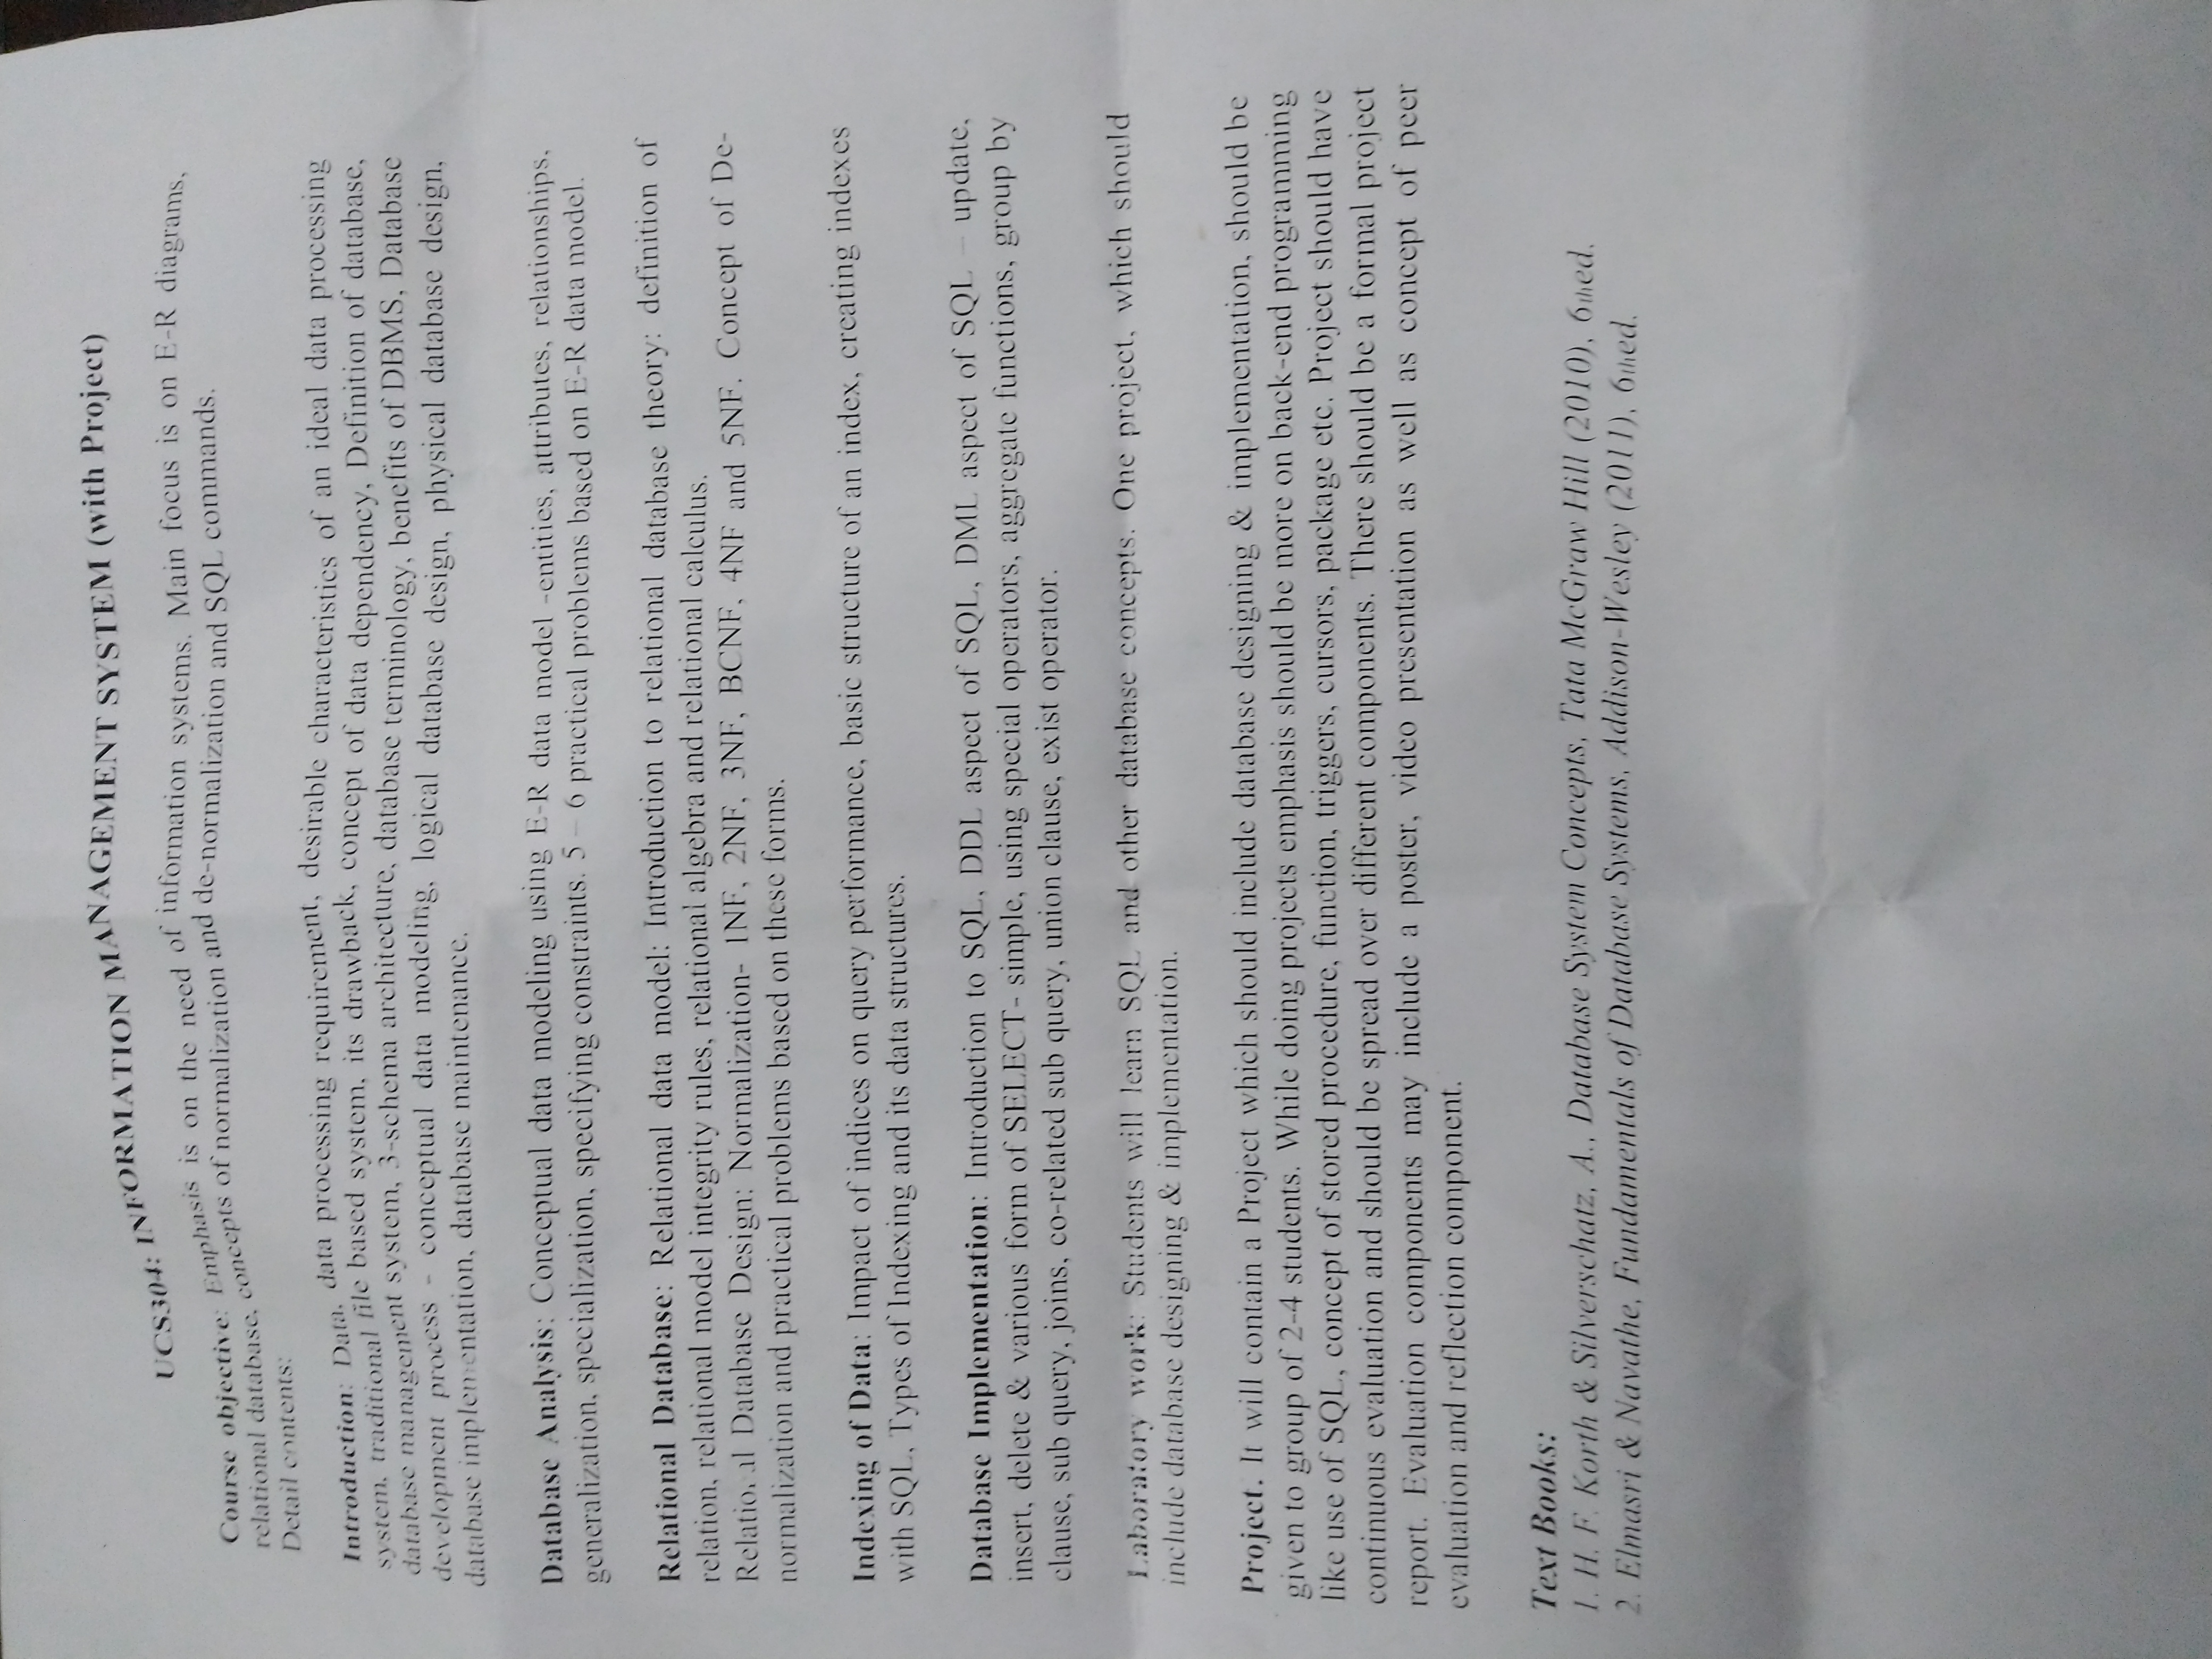 UCS304: INFORMATION MANAGEMENT SYSTEM (with Project)
Course objective: Emphasis is on the need of information systems. Main focus is on E-R diagrams,
relational database, concepts of normalization and de-normalization and SQL commands.
Detail contents:
Introduction: Data, data processing requirement, desirable characteristics of an ideal data processing
system, traditional file based system, its drawback, concept of data dependency, Definition of database,
database management system, 3-schema architecture, database terminology, benefits of DBMS, Database
development process - conceptual data modeling, logical database design, physical database design,
database implementation, database maintenance.
Database Analysis: Conceptual data modeling using E-R data model -entities, attributes, relationships,
generalization, specialization, specifying constraints. 5 – 6 practical problems based on E-R data model.
Relational Database: Relational data model: Introduction to relational database theory: definition of
relation, relational model integrity rules, relational algebra and relational calculus.
Relational Database Design: Normalization- 1NF, 2NF, 3NF, BCNF, 4NF and 5NF. Concept of De-
normalization and practical problems based on these forms.
Indexing of Data: Impact of indices on query performance, basic structure of an index, creating indexes
with SQL, Types of Indexing and its data structures.
Database Implementation: Introduction to SQL, DDL aspect of SQL, DML aspect of SQL – update,
insert, delete & various form of SELECT- simple, using special operators, aggregate functions, group by
clause, sub query, joins, co-related sub query, union clause, exist operator.
Laboratory work: Students will learn SQL and other database concepts. One project, which should
include database designing & implementation.
Project. It will contain a Project which should include database designing & implementation, should be
given to group of 2-4 students. While doing projects emphasis should be more on back-end programming
like use of SQL, concept of stored procedure, function, triggers, cursors, package etc. Project should have
continuous evaluation and should be spread over different components. There should be a formal project
report. Evaluation components may include a poster, video presentation as well as concept of peer
evaluation and reflection component.
Text Books:
1. H. F. Korth & Silverschatz, A., Database System Concepts, Tata McGraw Hill (2010), 6thed.
2. Elmasri & Navathe, Fundamentals of Database Systems, Addison-Wesley (2011), 6thed.